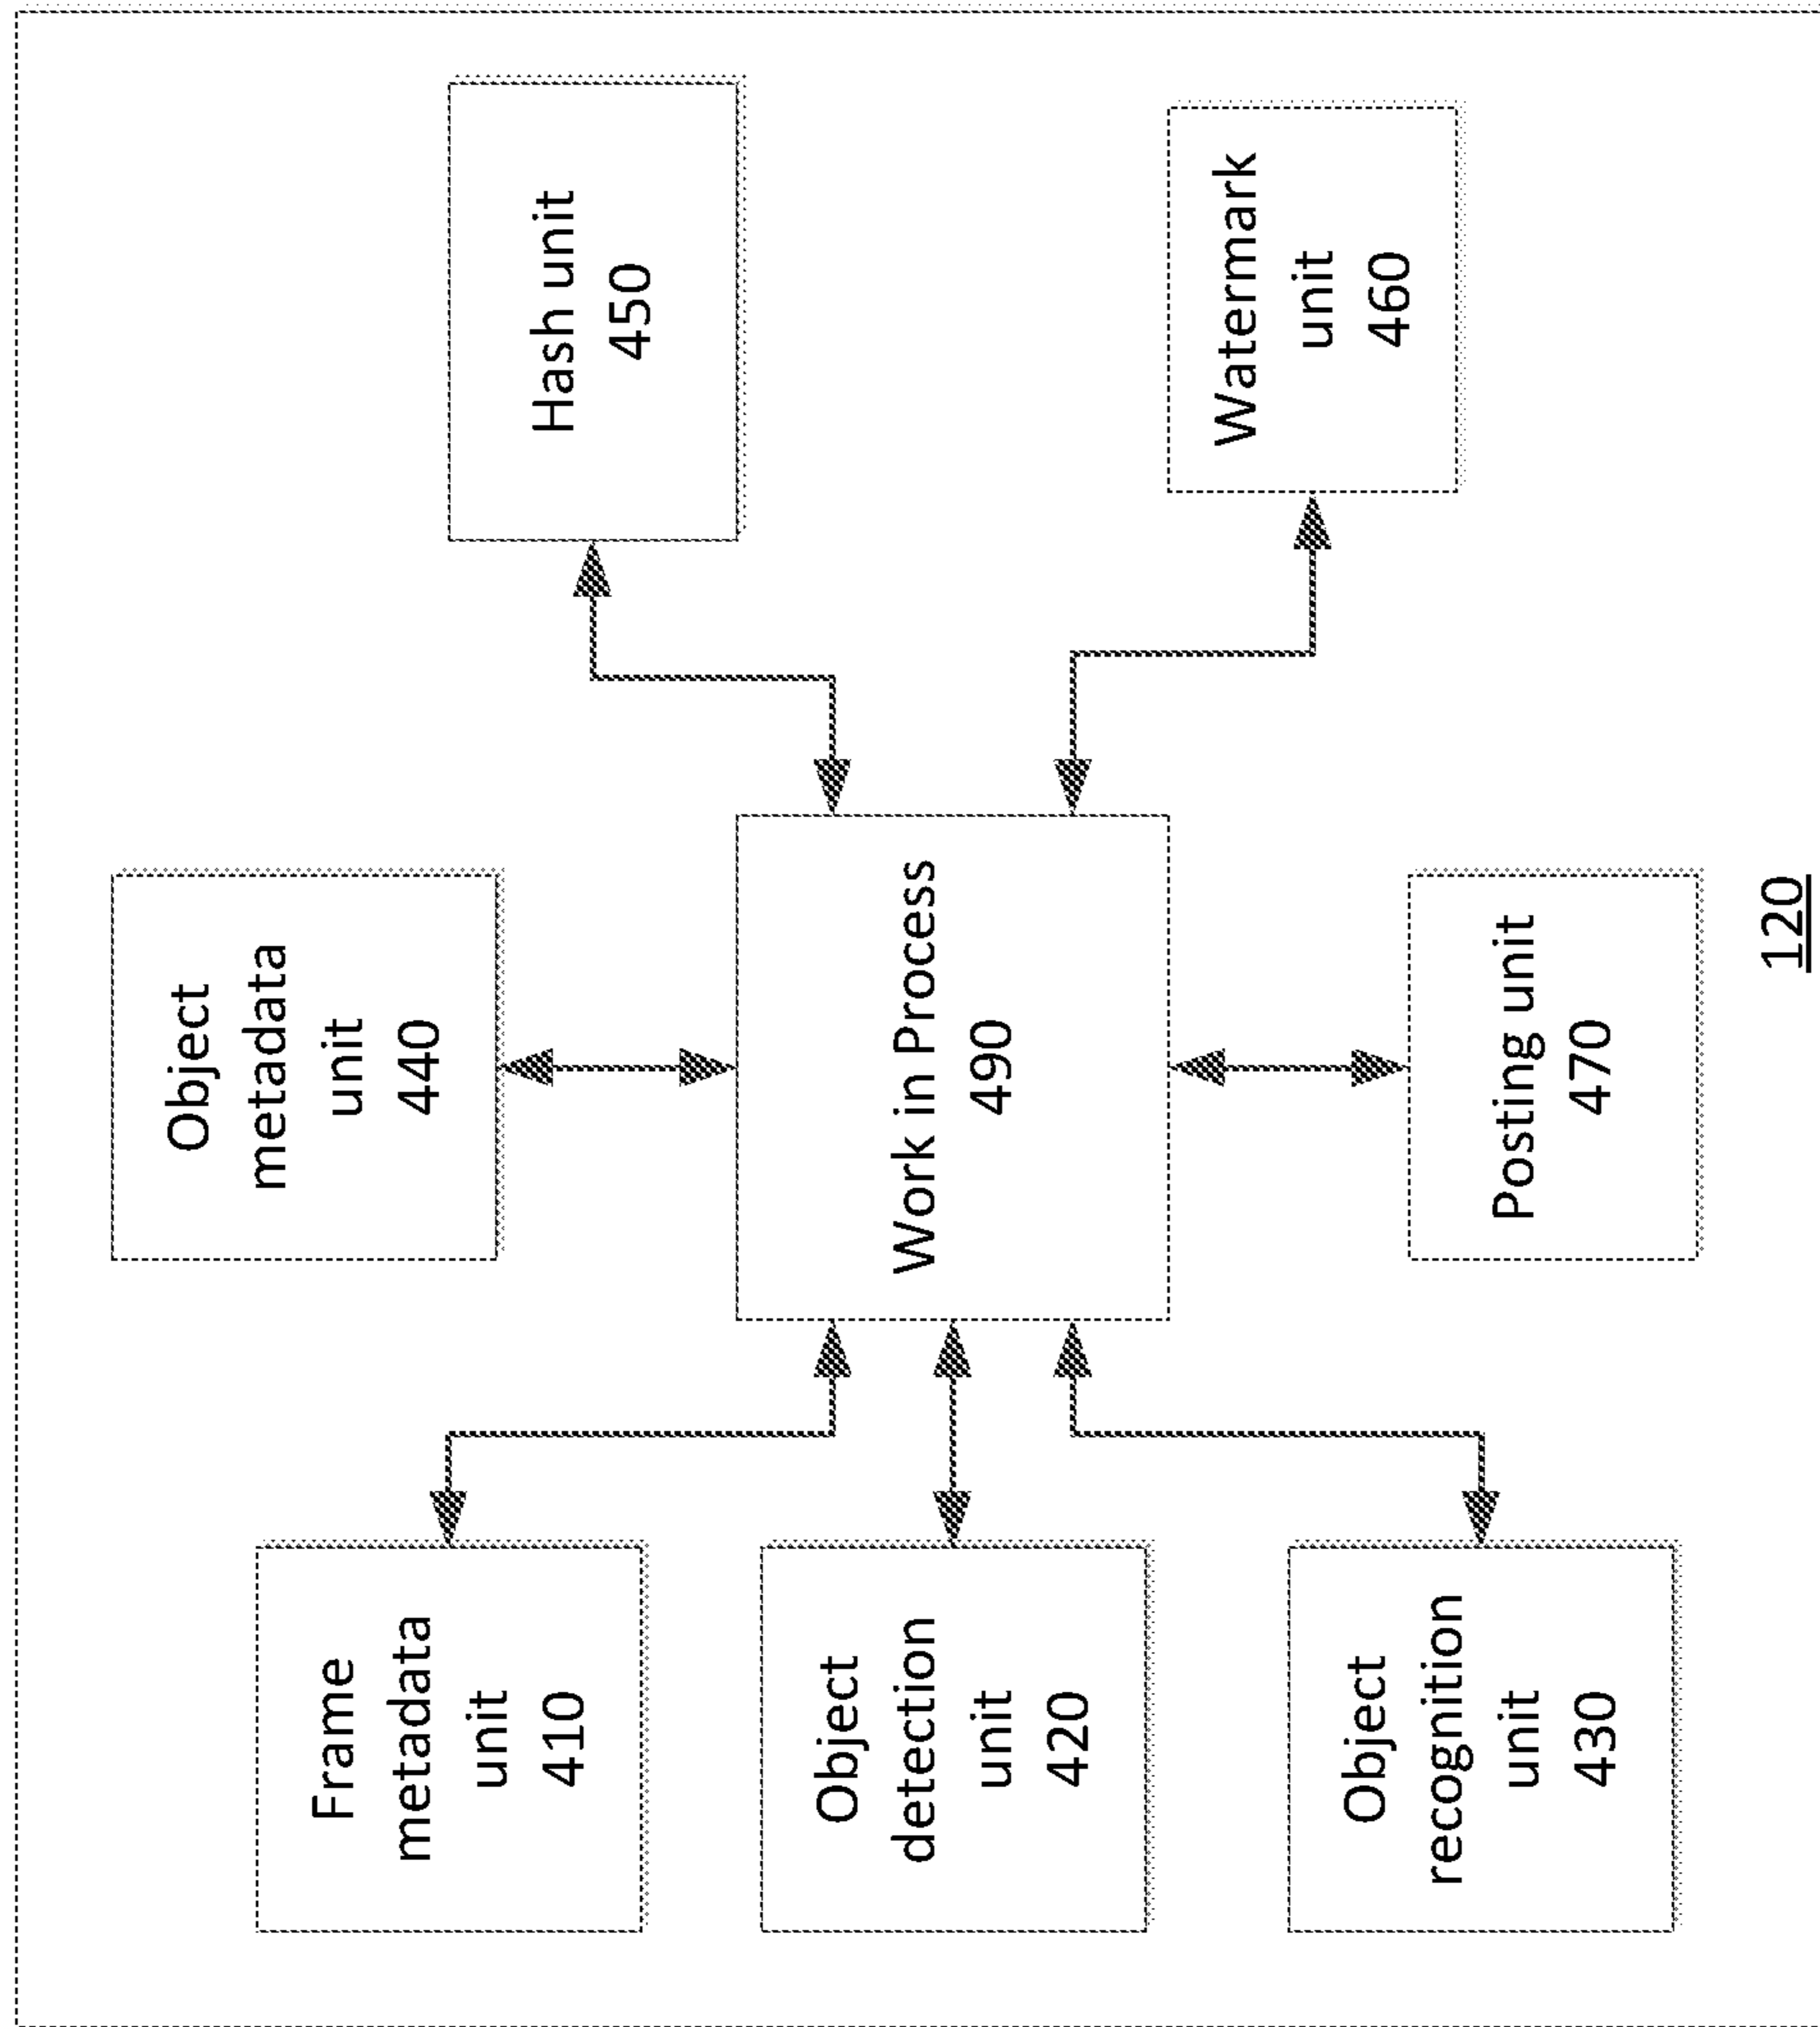 Frame
metadata
unit
410
Object
detection
unit
420
Object
recognition
unit
430
Object
metadata
unit
440
Work in Process
490
Posting unit
470
Hash unit
450
Watermark
unit
460
120